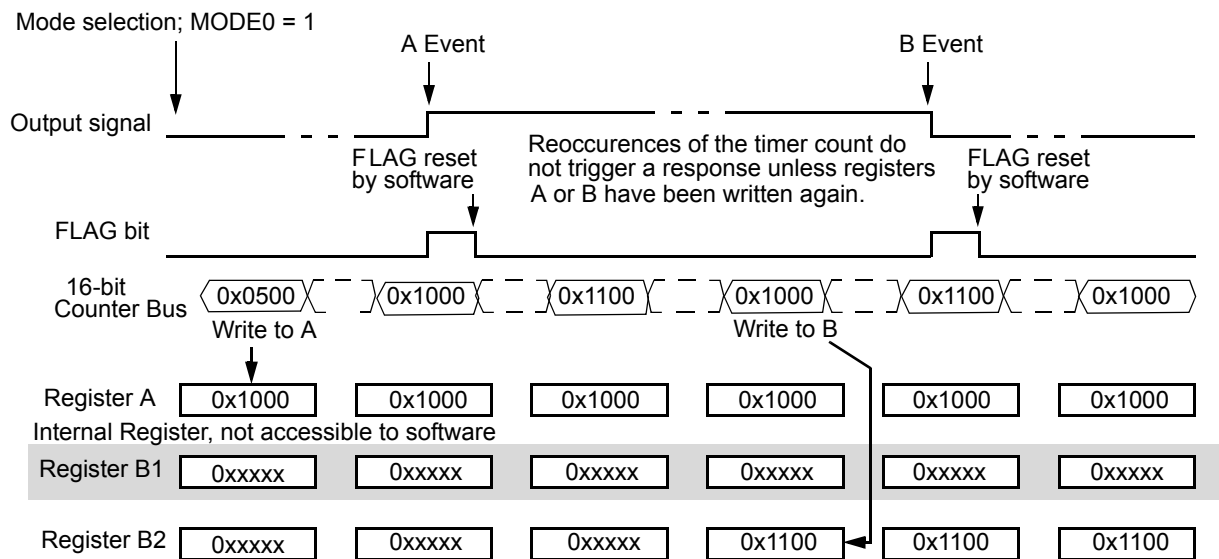 Mode selection; MODE0 = 1
A Event
B Event
Output signal
Reoccurences of the timer count do
not trigger a response unless registers
A or B have been written again.
FLAG reset
by software
FLAG reset
by software
FLAG bit
16-bit
Counter Bus
0x0500 0x1000 0x1100 0x1000 0x1100 0x1000
Write to A
Write to B
Register A 0x1000 0x1000 0x1000 0x1000 0x1000 0x1000
Internal Register, not accessible to software
Register B1 0xxxxx 0xxxxx 0xxxxx 0xxxxx 0xxxxx 0xxxxx
Register B2 0xxxxx 0xxxxx 0xxxxx 0x1100 0x1100 0x1100